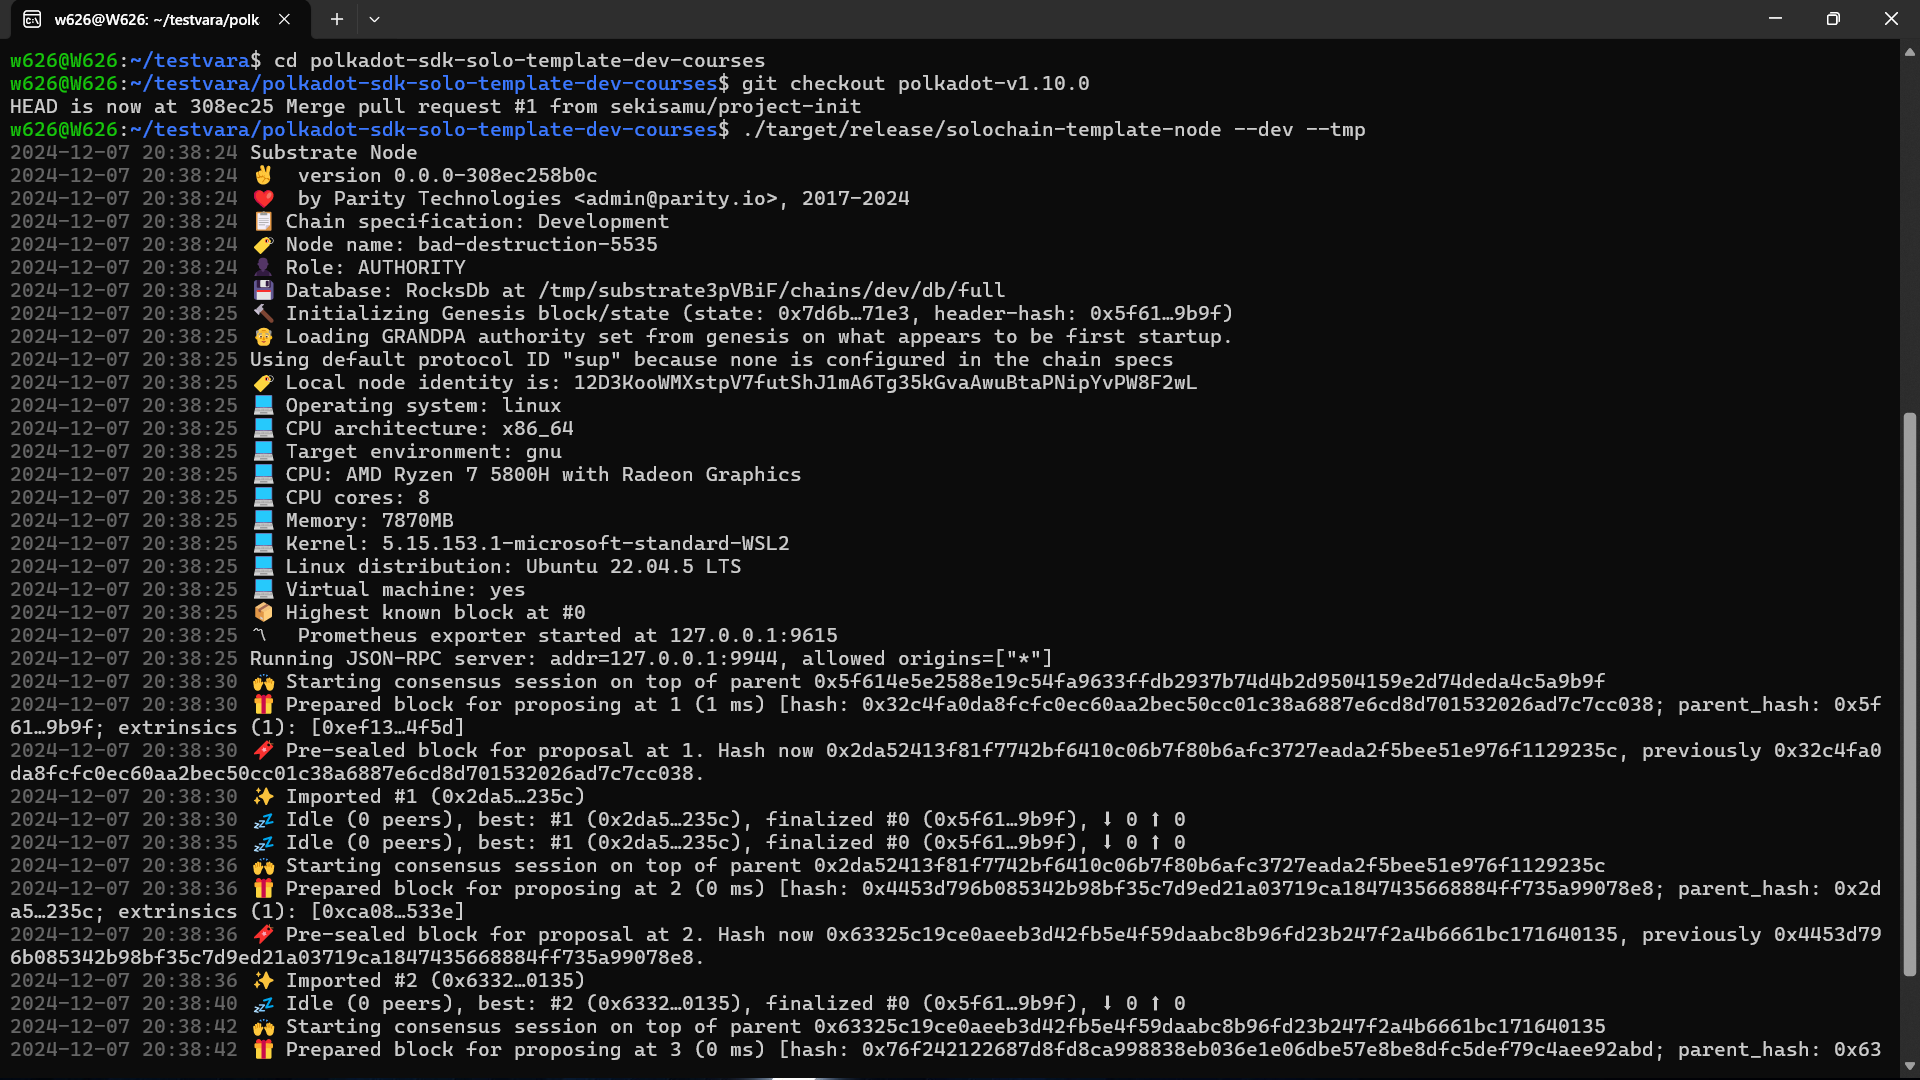 w626@W626: ~/testvara/polk
w626@W626:~/testvara$ cd polkadot-sdk-solo-template-dev-courses
w626@W626:~/testvara/polkadot-sdk-solo-template-dev-courses$ git checkout polkadot-v1.10.0
HEAD is now at 308ec25 Merge pull request #1 from sekisamu/project-init
w626@W626:~/testvara/polkadot-sdk-solo-template-dev-courses$ ./target/release/solochain-template-node --dev --tmp
2024-12-07 20:38:24 Substrate Node
2024-12-07 20:38:24 ✌️  version 0.0.0-308ec258b0c
2024-12-07 20:38:24 ❤️  by Parity Technologies <admin@parity.io>, 2017-2024
2024-12-07 20:38:24 📋 Chain specification: Development
2024-12-07 20:38:24 🏷 Node name: bad-destruction-5535
2024-12-07 20:38:24 👤 Role: AUTHORITY
2024-12-07 20:38:24 💾 Database: RocksDb at /tmp/substrate3pVBiF/chains/dev/db/full
2024-12-07 20:38:25 🔨 Initializing Genesis block/state (state: 0x7d6b…71e3, header-hash: 0x5f61…9b9f)
2024-12-07 20:38:25 👴 Loading GRANDPA authority set from genesis on what appears to be first startup.
2024-12-07 20:38:25 Using default protocol ID "sup" because none is configured in the chain specs
2024-12-07 20:38:25 🏷 Local node identity is: 12D3KooWMXstpV7futShJ1mA6Tg35kGvaAwuBtaPNipYvPW8F2wL
2024-12-07 20:38:25 💻 Operating system: linux
2024-12-07 20:38:25 💻 CPU architecture: x86_64
2024-12-07 20:38:25 💻 Target environment: gnu
2024-12-07 20:38:25 💻 CPU: AMD Ryzen 7 5800H with Radeon Graphics
2024-12-07 20:38:25 💻 CPU cores: 8
2024-12-07 20:38:25 💻 Memory: 7870MB
2024-12-07 20:38:25 💻 Kernel: 5.15.153.1-microsoft-standard-WSL2
2024-12-07 20:38:25 💻 Linux distribution: Ubuntu 22.04.5 LTS
2024-12-07 20:38:25 💻 Virtual machine: yes
2024-12-07 20:38:25 📦 Highest known block at #0
2024-12-07 20:38:25 〽️  Prometheus exporter started at 127.0.0.1:9615
2024-12-07 20:38:25 Running JSON-RPC server: addr=127.0.0.1:9944, allowed origins=["*"]
2024-12-07 20:38:30 🙌 Starting consensus session on top of parent 0x5f614e5e2588e19c54fa9633ffdb2937b74d4b2d9504159e2d74deda4c5a9b9f
2024-12-07 20:38:30 🎁 Prepared block for proposing at 1 (1 ms) [hash: 0x32c4fa0da8fcfc0ec60aa2bec50cc01c38a6887e6cd8d701532026ad7c7cc038; parent_hash: 0x5f
61…9b9f; extrinsics (1): [0xef13…4f5d]
2024-12-07 20:38:30 🔖 Pre-sealed block for proposal at 1. Hash now 0x2da52413f81f7742bf6410c06b7f80b6afc3727eada2f5bee51e976f1129235c, previously 0x32c4fa0
da8fcfc0ec60aa2bec50cc01c38a6887e6cd8d701532026ad7c7cc038.
2024-12-07 20:38:30 ✨ Imported #1 (0x2da5…235c)
2024-12-07 20:38:30 💤 Idle (0 peers), best: #1 (0x2da5…235c), finalized #0 (0x5f61…9b9f), ⬇ 0 ⬆ 0
2024-12-07 20:38:35 💤 Idle (0 peers), best: #1 (0x2da5…235c), finalized #0 (0x5f61…9b9f), ⬇ 0 ⬆ 0
2024-12-07 20:38:36 🙌 Starting consensus session on top of parent 0x2da52413f81f7742bf6410c06b7f80b6afc3727eada2f5bee51e976f1129235c
2024-12-07 20:38:36 🎁 Prepared block for proposing at 2 (0 ms) [hash: 0x4453d796b085342b98bf35c7d9ed21a03719ca1847435668884ff735a99078e8; parent_hash: 0x2d
a5…235c; extrinsics (1): [0xca08…533e]
2024-12-07 20:38:36 🔖 Pre-sealed block for proposal at 2. Hash now 0x63325c19ce0aeeb3d42fb5e4f59daabc8b96fd23b247f2a4b6661bc171640135, previously 0x4453d79
6b085342b98bf35c7d9ed21a03719ca1847435668884ff735a99078e8.
2024-12-07 20:38:36 ✨ Imported #2 (0x6332…0135)
2024-12-07 20:38:40 💤 Idle (0 peers), best: #2 (0x6332…0135), finalized #0 (0x5f61…9b9f), ⬇ 0 ⬆ 0
2024-12-07 20:38:42 🙌 Starting consensus session on top of parent 0x63325c19ce0aeeb3d42fb5e4f59daabc8b96fd23b247f2a4b6661bc171640135
2024-12-07 20:38:42 🎁 Prepared block for proposing at 3 (0 ms) [hash: 0x76f242122687d8fd8ca998838eb036e1e06dbe57e8be8dfc5def79c4aee92abd; parent_hash: 0x63